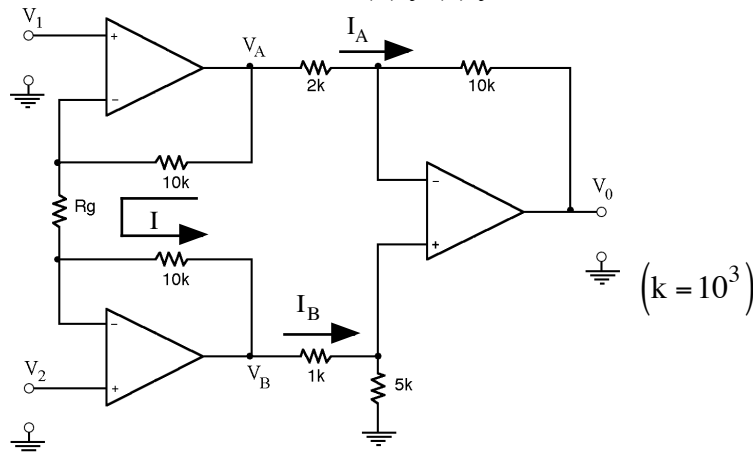 V1
+
−
VA
IA
2k
10k
10k
Rg
I
10k
−
+
V0
(k = 10^3)
−
+
V2
VB
IB
1k
5k